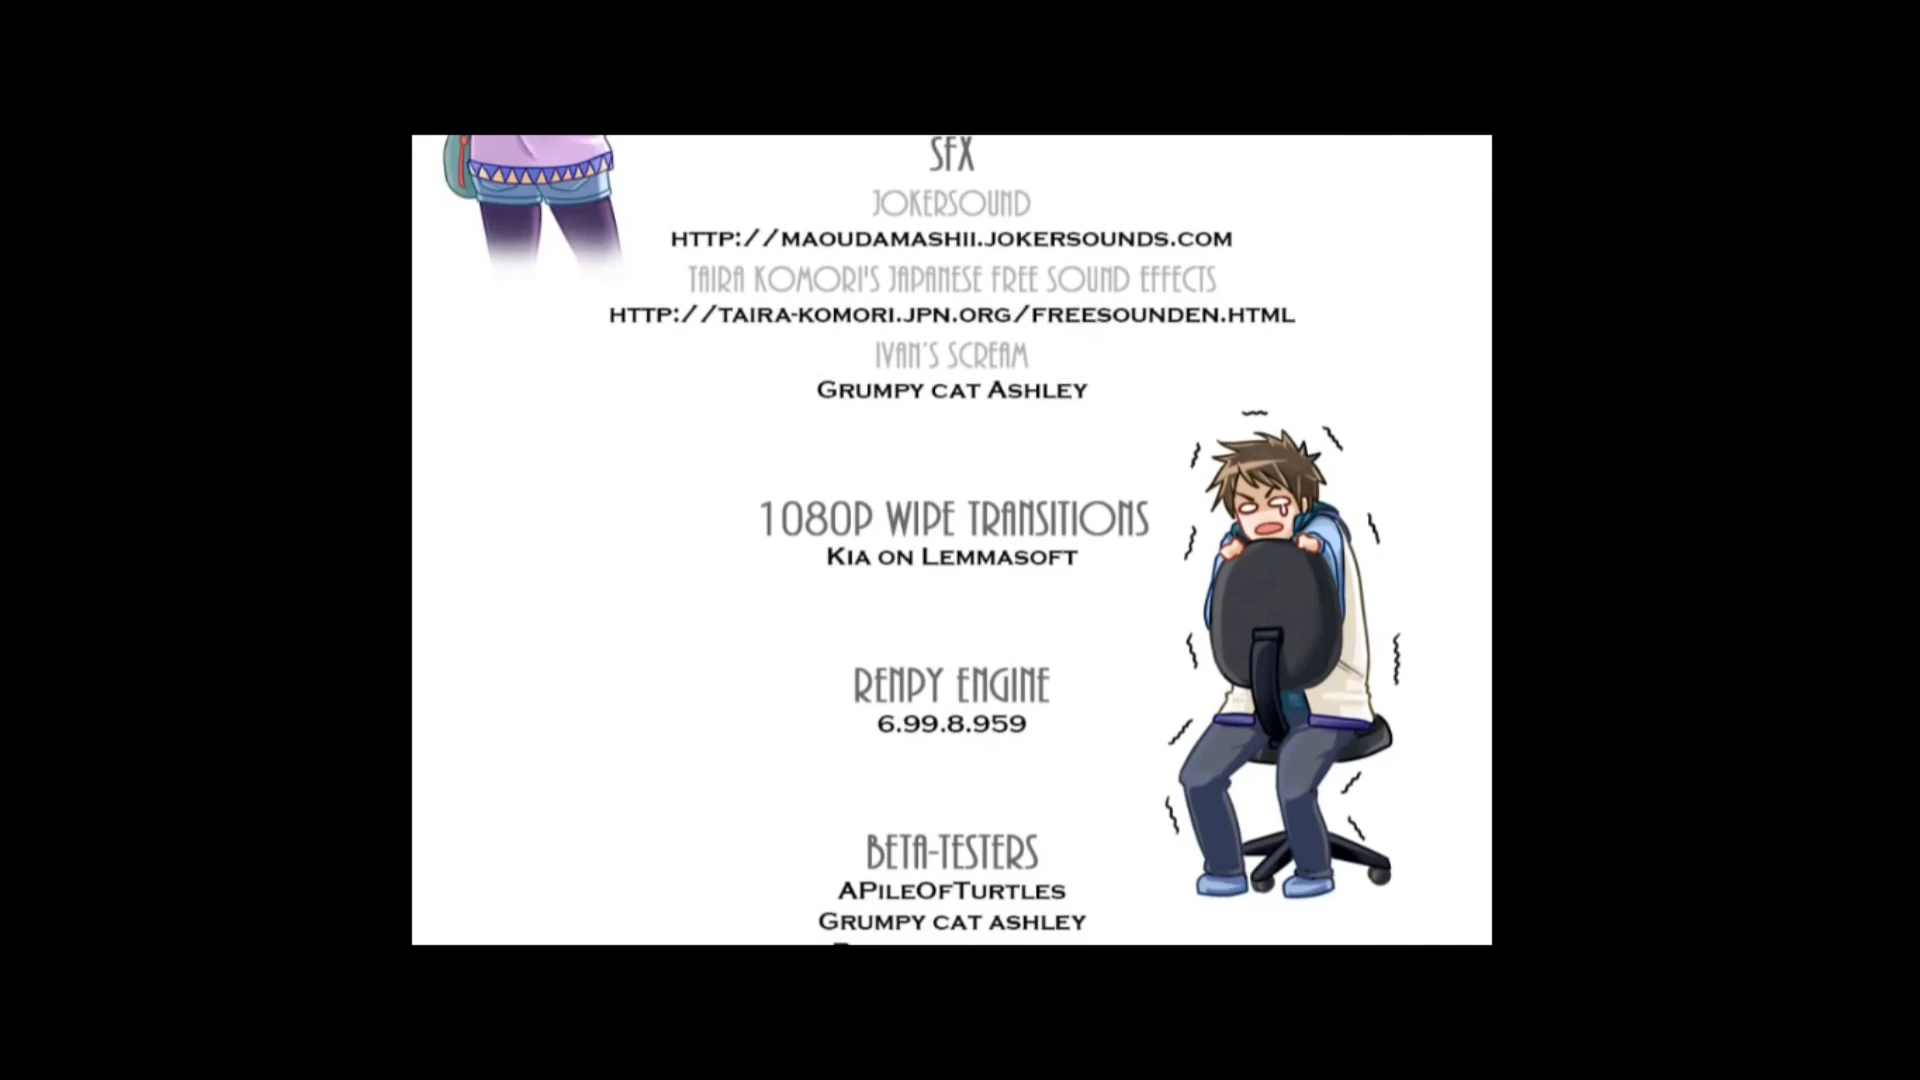 SFX
JOKERSOUND
HTTP://MAOUDAMASHII.JOKERSOUNDS.COM
TAIRA KOMORI'S JAPANESE FREE SOUND EFFECTS
HTTP://TAIRA-KOMORI.JPN.ORG/FREESOUNDEN.HTML
IVAN'S SCREAM
GRUMPY CAT ASHLEY
1080P WIPE TRANSITIONS
KIA ON LEMMASOFT
RENPY ENGINE
6.99.8.959
BETA-TESTERS
APILEOFTURTLES
GRUMPY CAT ASHLEY